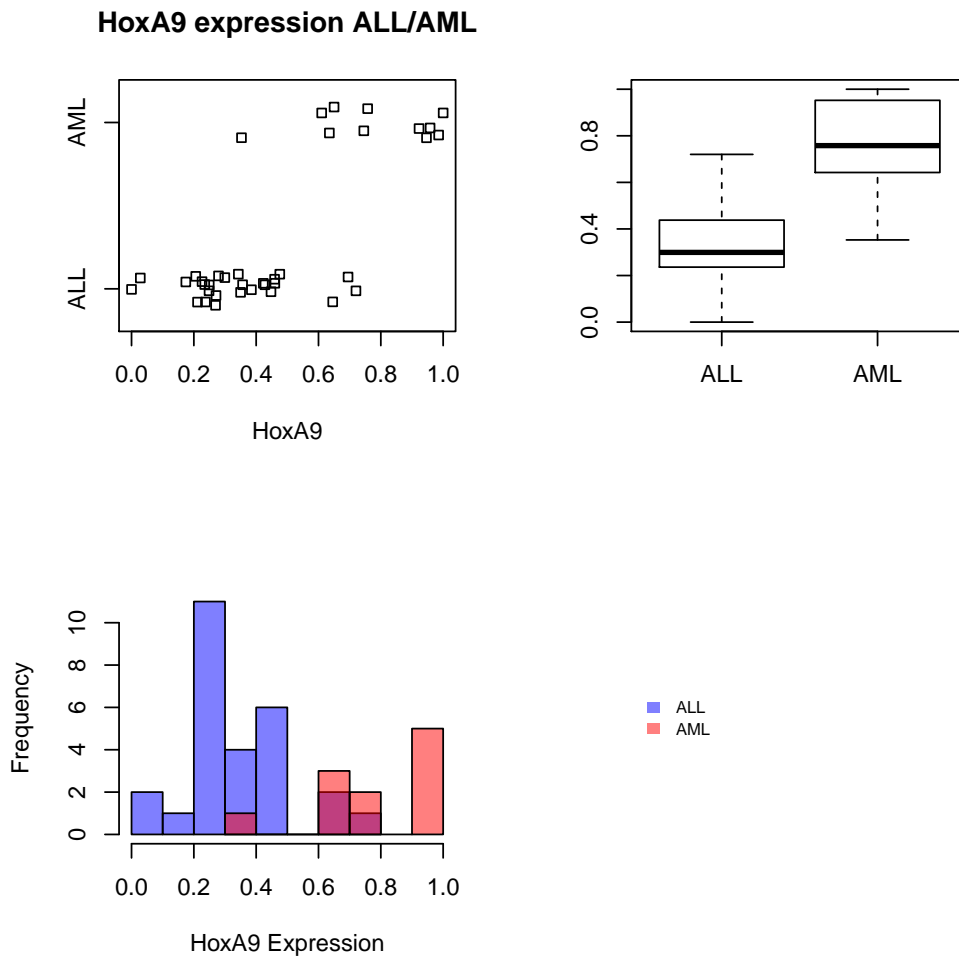 HoxA9 expression ALL/AML
AML
ALL
0.0 0.2 0.4 0.6 0.8 1.0
HoxA9
0.8
0.4
0.0
ALL AML
Frequency
10
8
6
4
2
0
0.0 0.2 0.4 0.6 0.8 1.0
HoxA9 Expression
ALL
AML